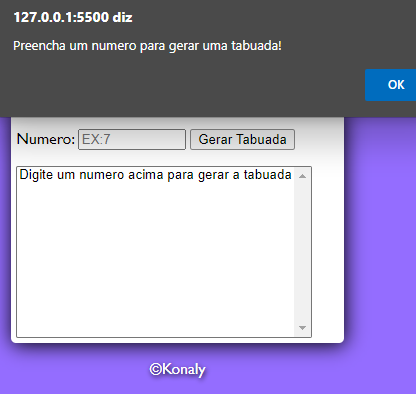 127.0.0.1:5500 diz
Preencha um numero para gerar uma tabuada!
OK
Numero: EX:7 Gerar Tabuada
Digite um numero acima para gerar a tabuada
©Konaly